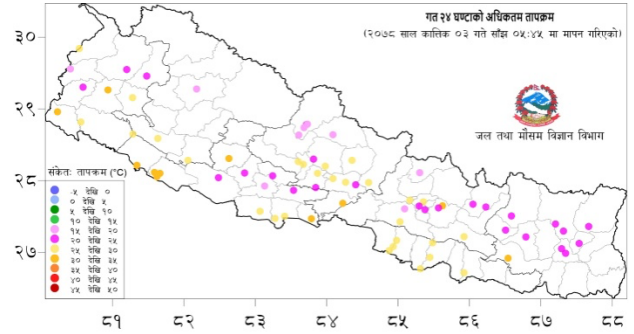 गत २४ घण्टाको अधिकतम तापक्रम
(२०७८ साल कात्तिक ०३ गते साँझ ०५:४५ मा मापन गरिएको)
जल तथा मौसम विज्ञान विभाग
३०
२९
२८
२७
संकेतः तापक्रम (°C)
-५ देखि ०
० देखि ५
५ देखि १०
१० देखि १५
१५ देखि २०
२० देखि २५
२५ देखि ३०
३० देखि ३५
३५ देखि ४०
४० देखि ४५
४५ देखि ५०
८१ ८२ ८३ ८४ ८५ ८६ ८७ ८८